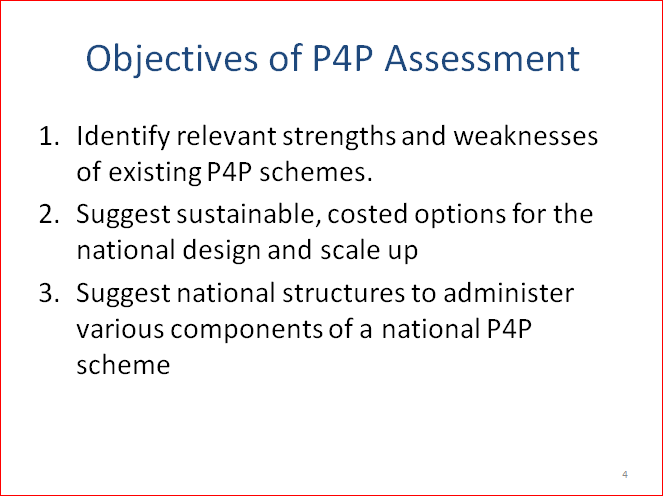 Objectives of P4P Assessment
1. Identify relevant strengths and weaknesses
of existing P4P schemes.
2. Suggest sustainable, costed options for the
national design and scale up
3. Suggest national structures to administer
various components of a national P4P
scheme
4